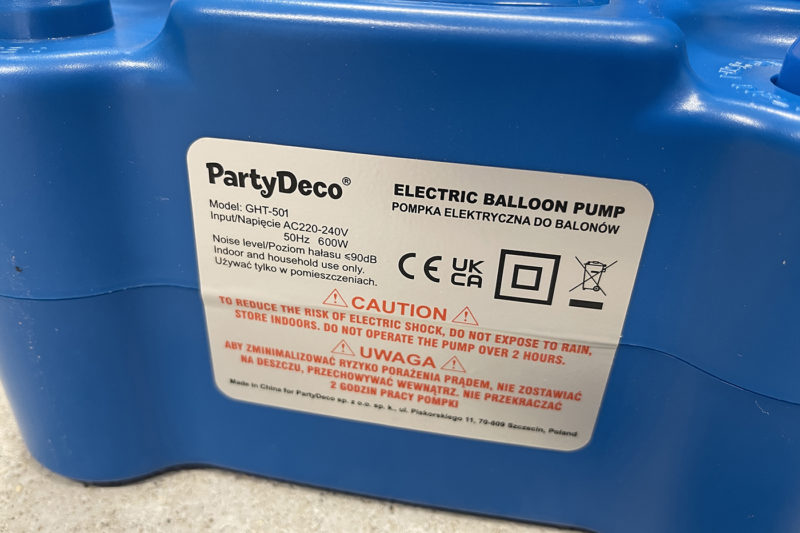 PartyDeco®
Model: GHT-501
Input/Napięcie AC220-240V
50Hz 600W
Noise level/Poziom hałasu ≤90dB
Indoor and household use only.
Używać tylko w pomieszczeniach.
ELECTRIC BALLOON PUMP
POMPKA ELEKTRYCZNA DO BALONÓW
CE UK
CA
CAUTION
TO REDUCE THE RISK OF ELECTRIC SHOCK, DO NOT EXPOSE TO RAIN,
STORE INDOORS. DO NOT OPERATE THE PUMP OVER 2 HOURS.
UWAGA
ABY ZMINIMALIZOWAĆ RYZYKO PORAŻENIA PRĄDEM, NIE ZOSTAWIAĆ
NA DESZCZU, PRZECHOWYWAĆ WEWNĄTRZ. NIE PRZEKRACZAĆ
2 GODZIN PRACY POMPKI
Made in China for PartyDeco sp. z o.o. sp. k., ul. Piskorskiego 11, 70-809 Szczecin, Poland